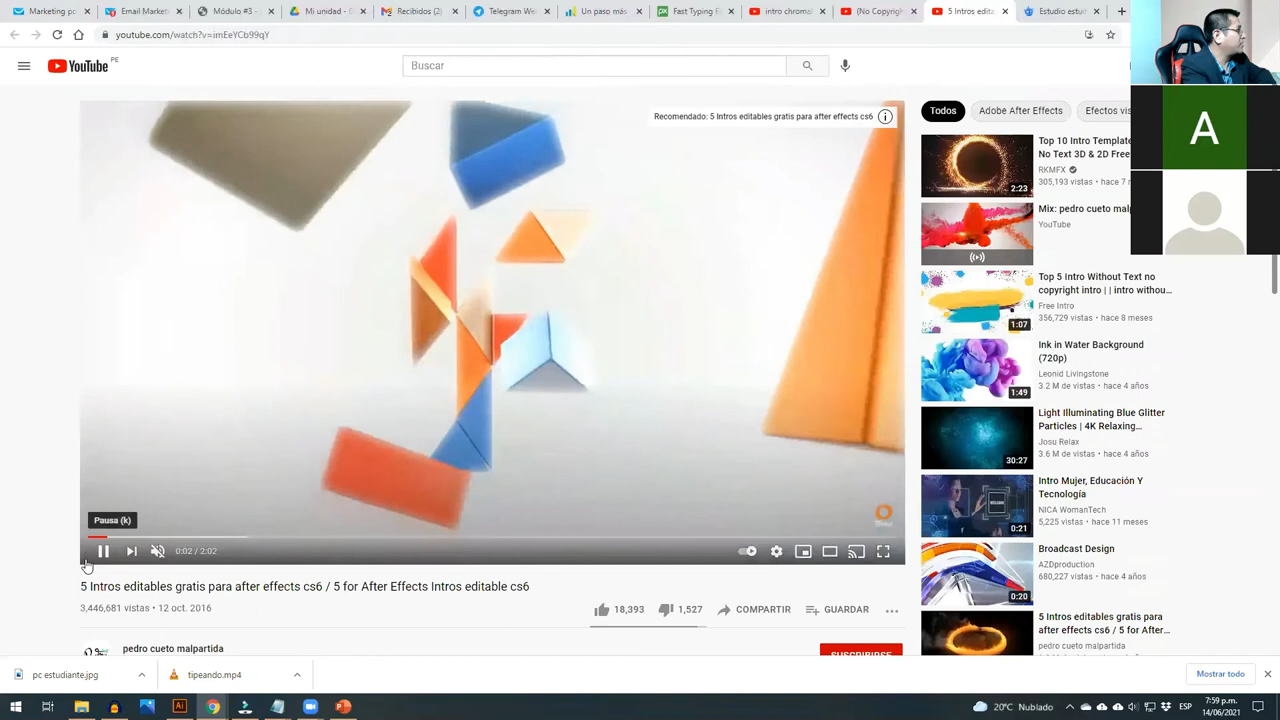 Marketing pc
Email Marketi
Módulo #3 -
Mi unidad - G
Recibidos (2)
Telegram Web
Un paso más
Fast Typing E
intro chromal
(No Copyright
5 Intros edita
Estudio estuc
youtube.com/watch?v=imEeYCb99qY
YouTube PE
Buscar
Recomendado: 5 Intros editables gratis para after effects cs6
Pausa (k)
0:02 / 2:02
5 Intros editables gratis para after effects cs6 / 5 for After Effects Intros editable cs6
3,446,681 vistas • 12 oct. 2016
18,393
1,527
COMPARTIR
GUARDAR
pedro cueto malpartida
SUSCRIBIRSE
Todos
Adobe After Effects
Efectos vis
Top 10 Intro Template
No Text 3D & 2D Free
RKMFX
305,193 vistas • hace 7 m
2:23
Mix: pedro cueto malp
YouTube
Top 5 Intro Without Text no
copyright intro | | intro withou...
Free Intro
356,729 vistas • hace 8 meses
1:07
Ink in Water Background
(720p)
Leonid Livingstone
3.2 M de vistas • hace 4 años
1:49
Light Illuminating Blue Glitter
Particles | 4K Relaxing...
Josu Relax
3.6 M de vistas • hace 4 años
30:27
Intro Mujer, Educación Y
Tecnología
NICA WomanTech
5,225 vistas • hace 11 meses
0:21
Broadcast Design
AZDproduction
680,227 vistas • hace 4 años
0:20
5 Intros editables gratis para
after effects cs6 / 5 for After...
pedro cueto malpartida
A
pc estudiante.jpg
tipeando.mp4
Mostrar todo
20°C Nublado
ESP
7:59 p.m.
14/06/2021